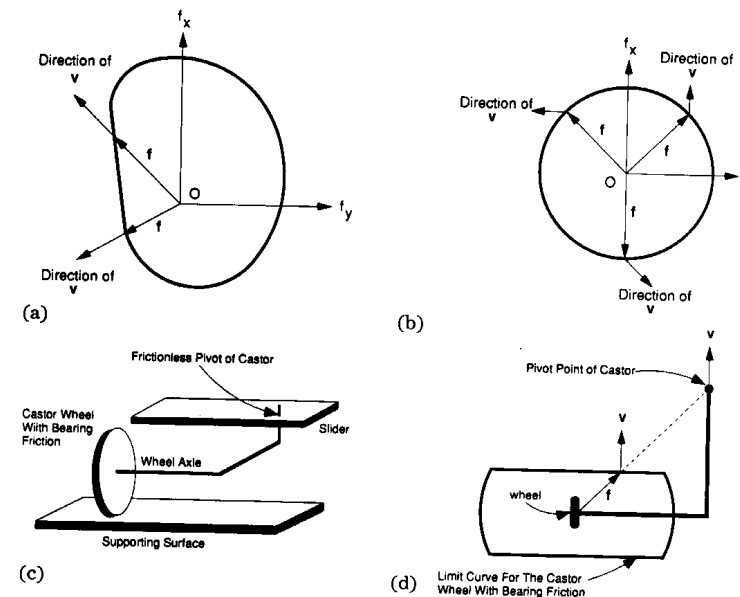 f x
Direction of
v
f
O
f y
f
Direction of
v
(a)
f x
Direction of
v
Direction of
v
f
f
O
f
Direction of
v
(b)
Frictionless Pivot of Castor
Castor Wheel
Wiith Bearing
Friction
Slider
Wheel Axle
Supporting Surface
(c)
v
Pivot Point of Castor
v
f
wheel
Limit Curve For The Castor
Wheel With Bearing Friction
(d)